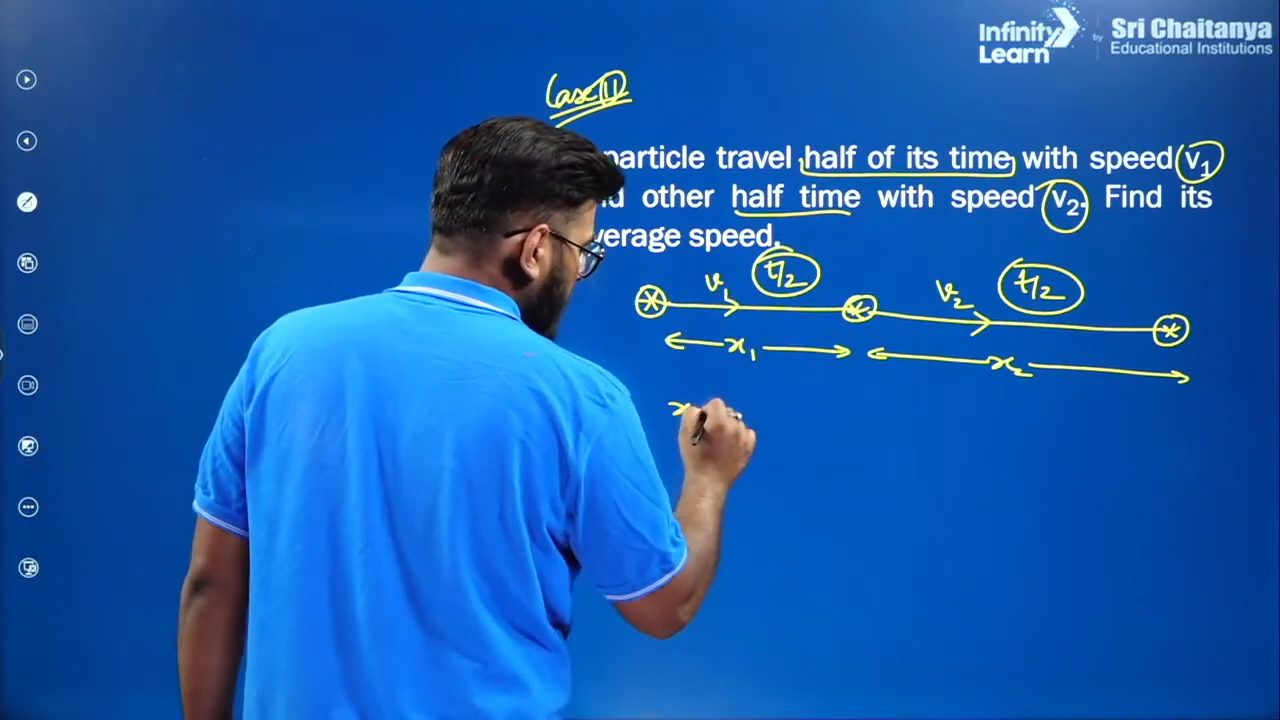 Infinity Learn by Sri Chaitanya Educational Institutions
Case II
particle travel half of its time with speed v₁
other half time with speed v₂. Find its
speed.
v₁ t/2 v₂ t/2
x₁ x₂
x